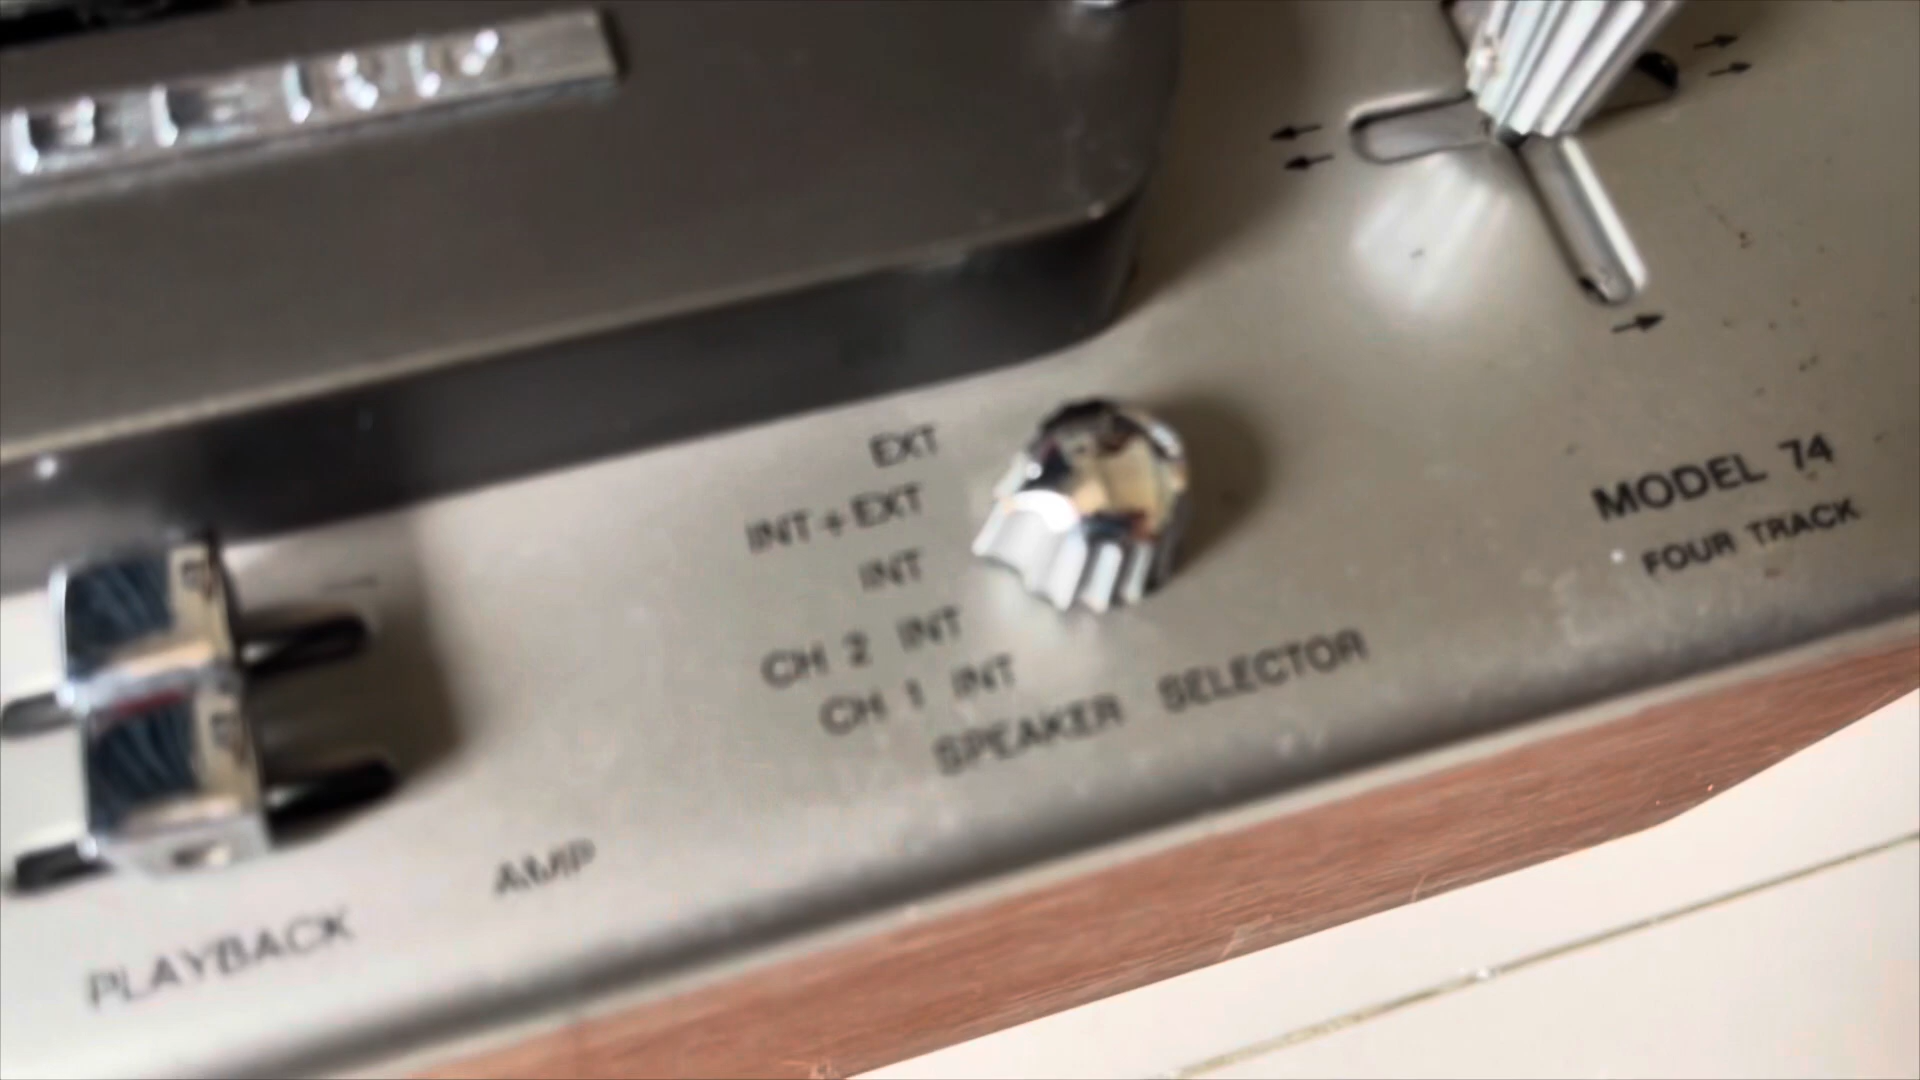 EXT
INT + EXT
INT
CH 2 INT
CH 1 INT
SPEAKER SELECTOR
MODEL 74
FOUR TRACK
AMP
PLAYBACK